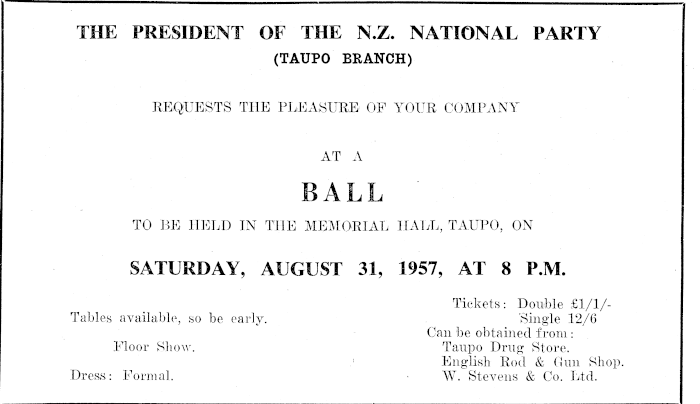 THE PRESIDENT OF THE N.Z. NATIONAL PARTY
(TAUPO BRANCH)
REQUESTS THE PLEASURE OF YOUR COMPANY
AT A
BALL
TO BE HELD IN THE MEMORIAL HALL, TAUPO, ON
SATURDAY, AUGUST 31, 1957, AT 8 P.M.
Tables available, so be early.
Floor Show.
Dress: Formal.
Tickets: Double £1/1/-
Single 12/6
Can be obtained from:
Taupo Drug Store.
English Rod & Gun Shop.
W. Stevens & Co. Ltd.